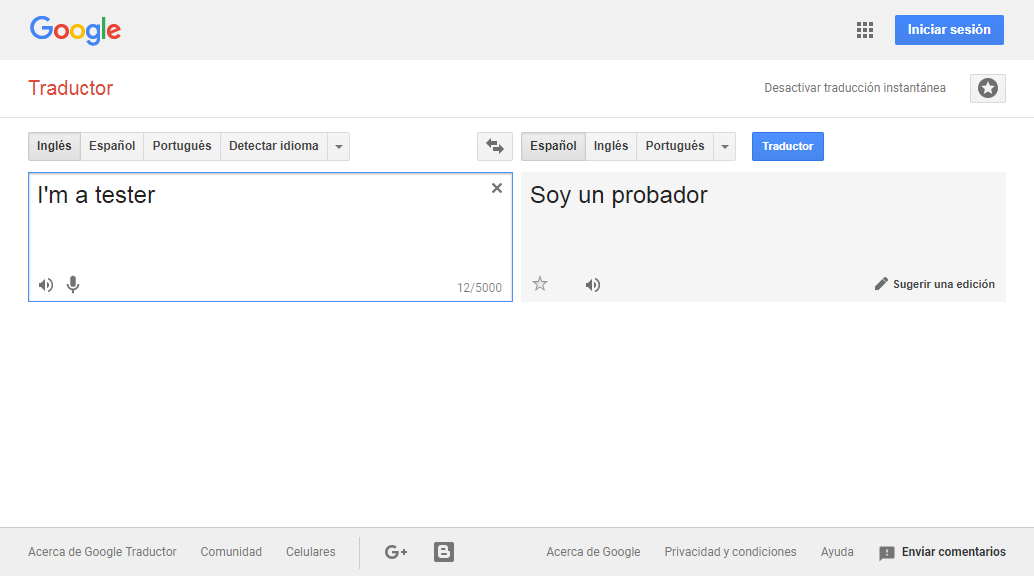 Google
Iniciar sesión
Traductor
Desactivar traducción instantánea
Inglés Español Portugués Detectar idioma
Español Inglés Portugués
Traductor
I'm a tester
Soy un probador
12/5000
Sugerir una edición
Acerca de Google Traductor Comunidad Celulares G+ B Acerca de Google Privacidad y condiciones Ayuda Enviar comentarios